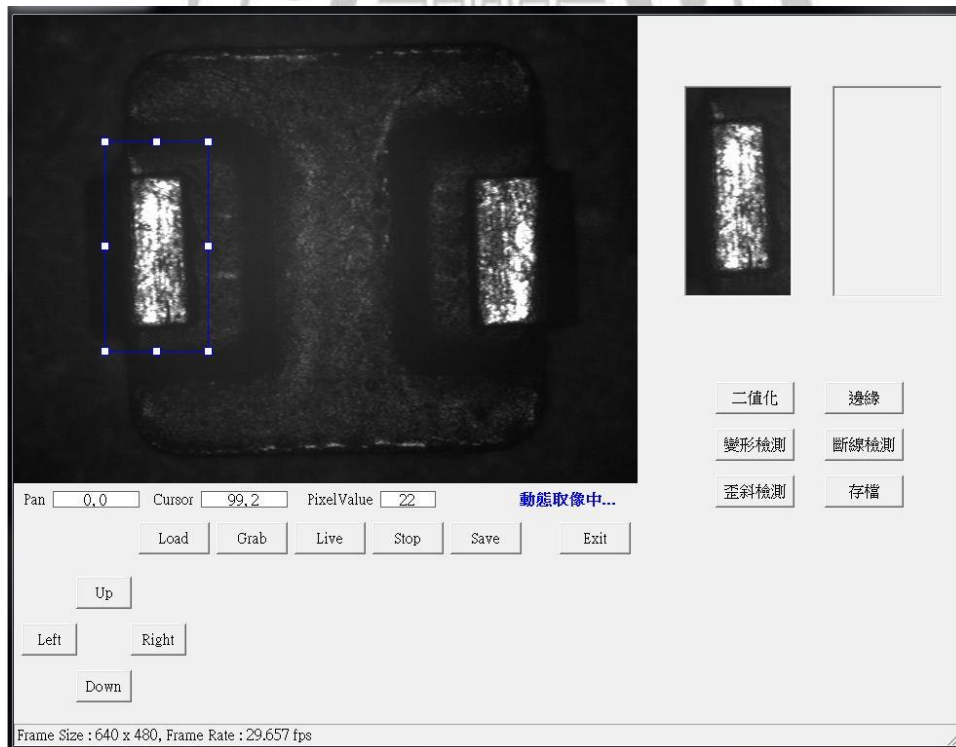 二值化 邊緣
變形檢測 斷線檢測
歪斜檢測 存檔
Pan 0,0 Cursor 99,2 PixelValue 22 動態取像中...
Load Grab Live Stop Save Exit
Up
Left Right
Down
Frame Size : 640 x 480, Frame Rate : 29.657 fps